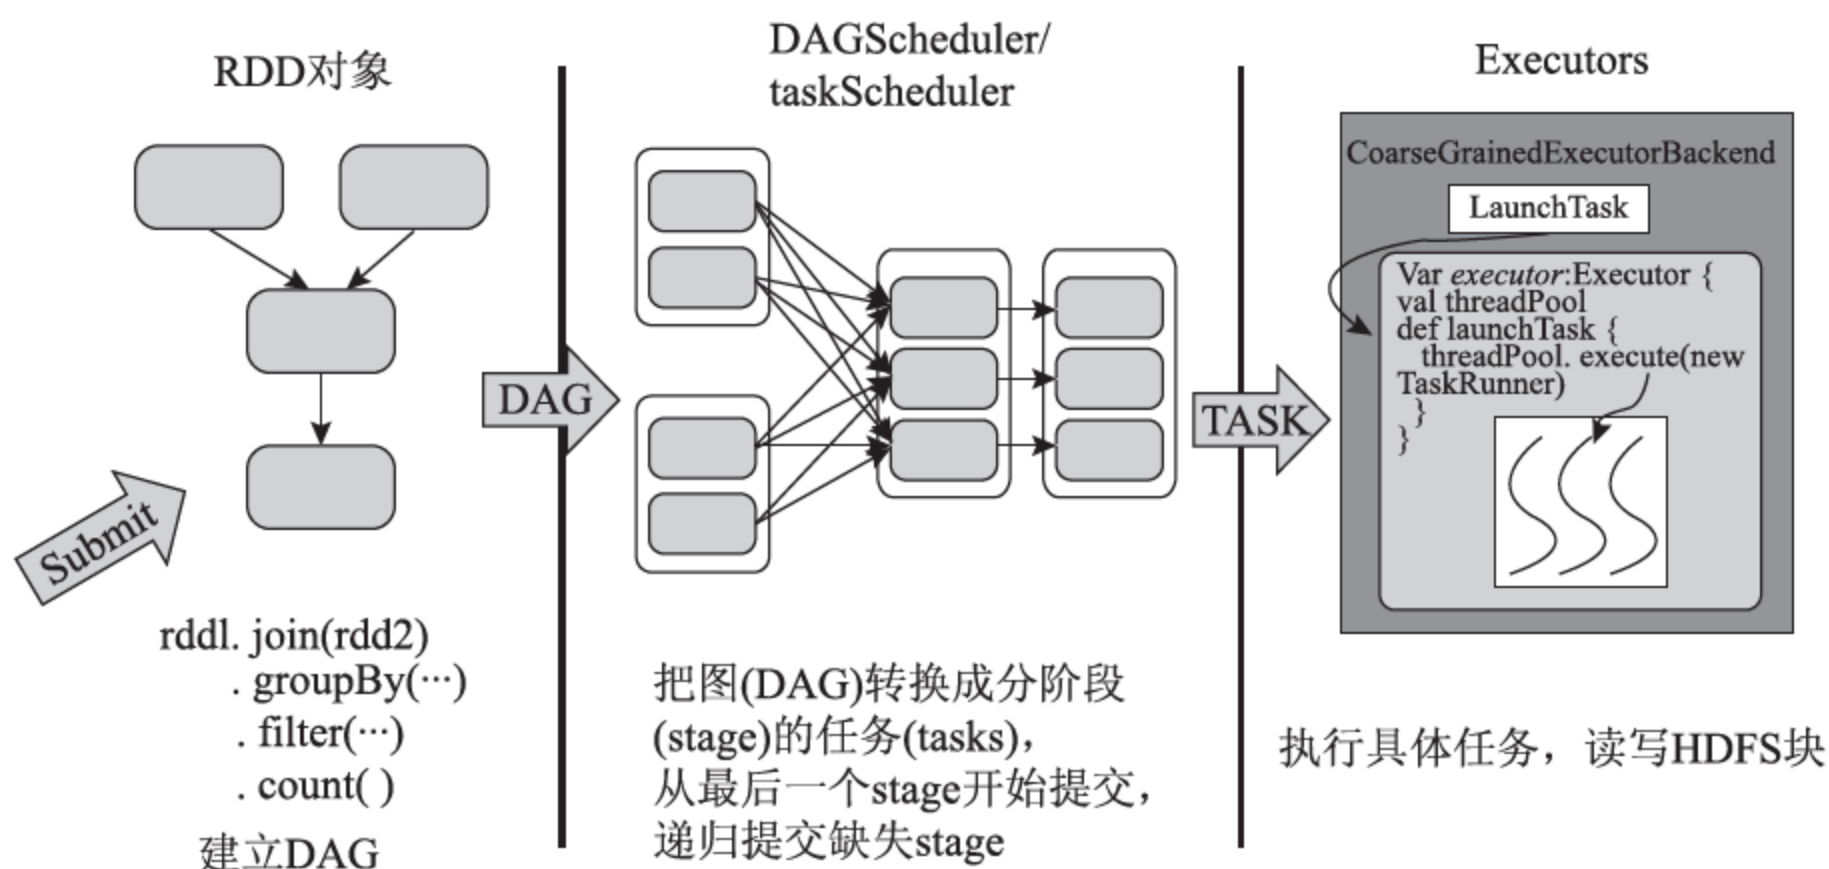 RDD对象
Submit
rddl. join(rdd2)
. groupBy(···)
. filter(···)
. count( )
建立DAG
DAG
DAGScheduler/
taskScheduler
把图(DAG)转换成分阶段
(stage)的任务(tasks)，
从最后一个stage开始提交，
递归提交缺失stage
TASK
Executors
CoarseGrainedExecutorBackend
LaunchTask
Var executor:Executor {
val threadPool
def launchTask {
threadPool. execute(new
TaskRunner)
}
}
执行具体任务，读写HDFS块